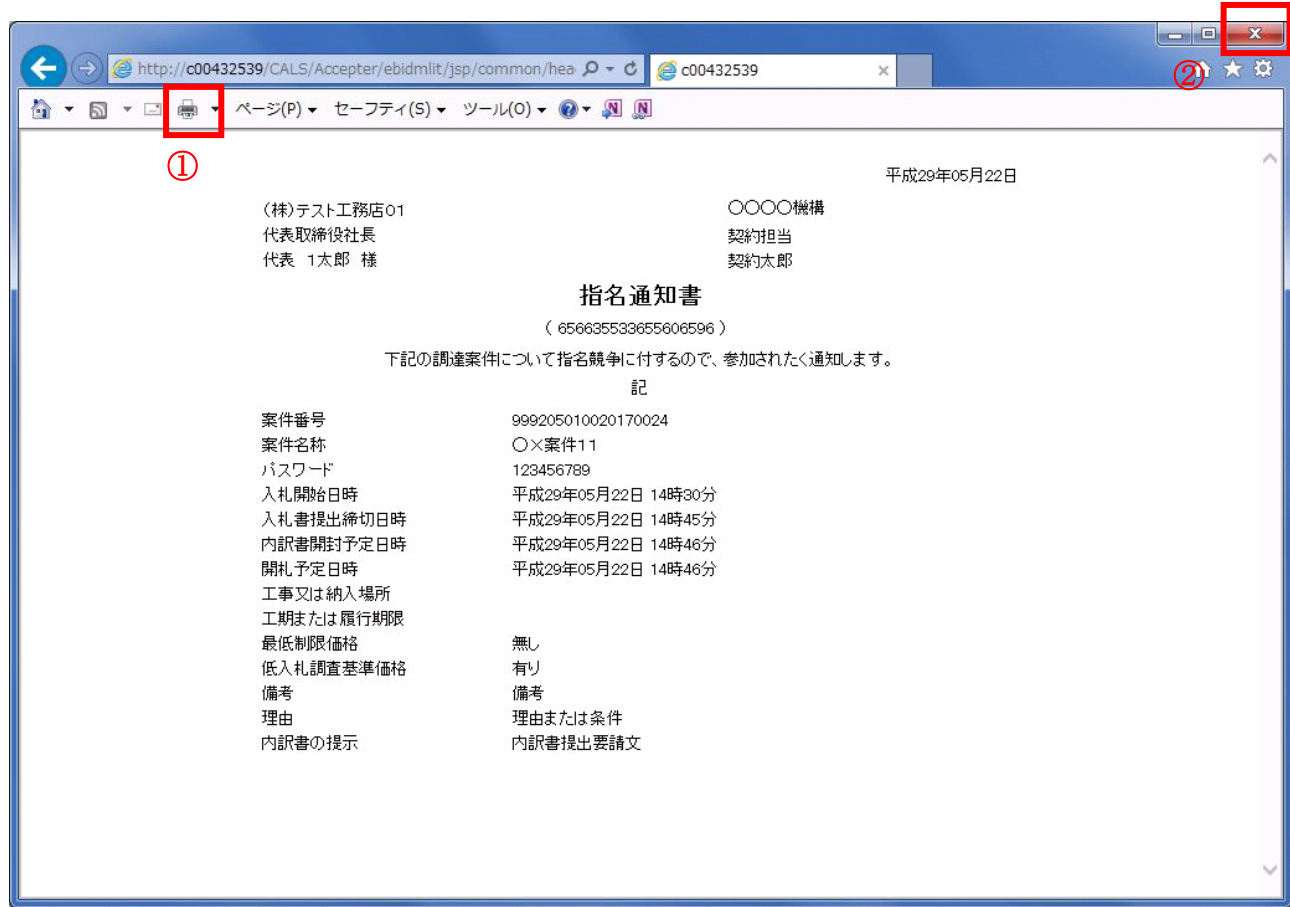 http://c00432539/CALS/Accepter/ebidmlit/jsp/common/hea
c00432539
②
ページ(P) セーフティ(S) ツール(O)
①
平成29年05月22日
(株)テスト工務店01
〇〇〇〇機構
代表取締役社長
契約担当
代表 1太郎 様
契約太郎
指名通知書
( 656635533655606596 )
下記の調達案件について指名競争に付するので、参加されたく通知します。
記
案件番号 999205010020170024
案件名称 〇×案件11
パスワード 123456789
入札開始日時 平成29年05月22日 14時30分
入札書提出締切日時 平成29年05月22日 14時45分
内訳書開封予定日時 平成29年05月22日 14時46分
開札予定日時 平成29年05月22日 14時46分
工事又は納入場所
工期または履行期限
最低制限価格 無し
低入札調査基準価格 有り
備考 備考
理由 理由または条件
内訳書の提示 内訳書提出要請文